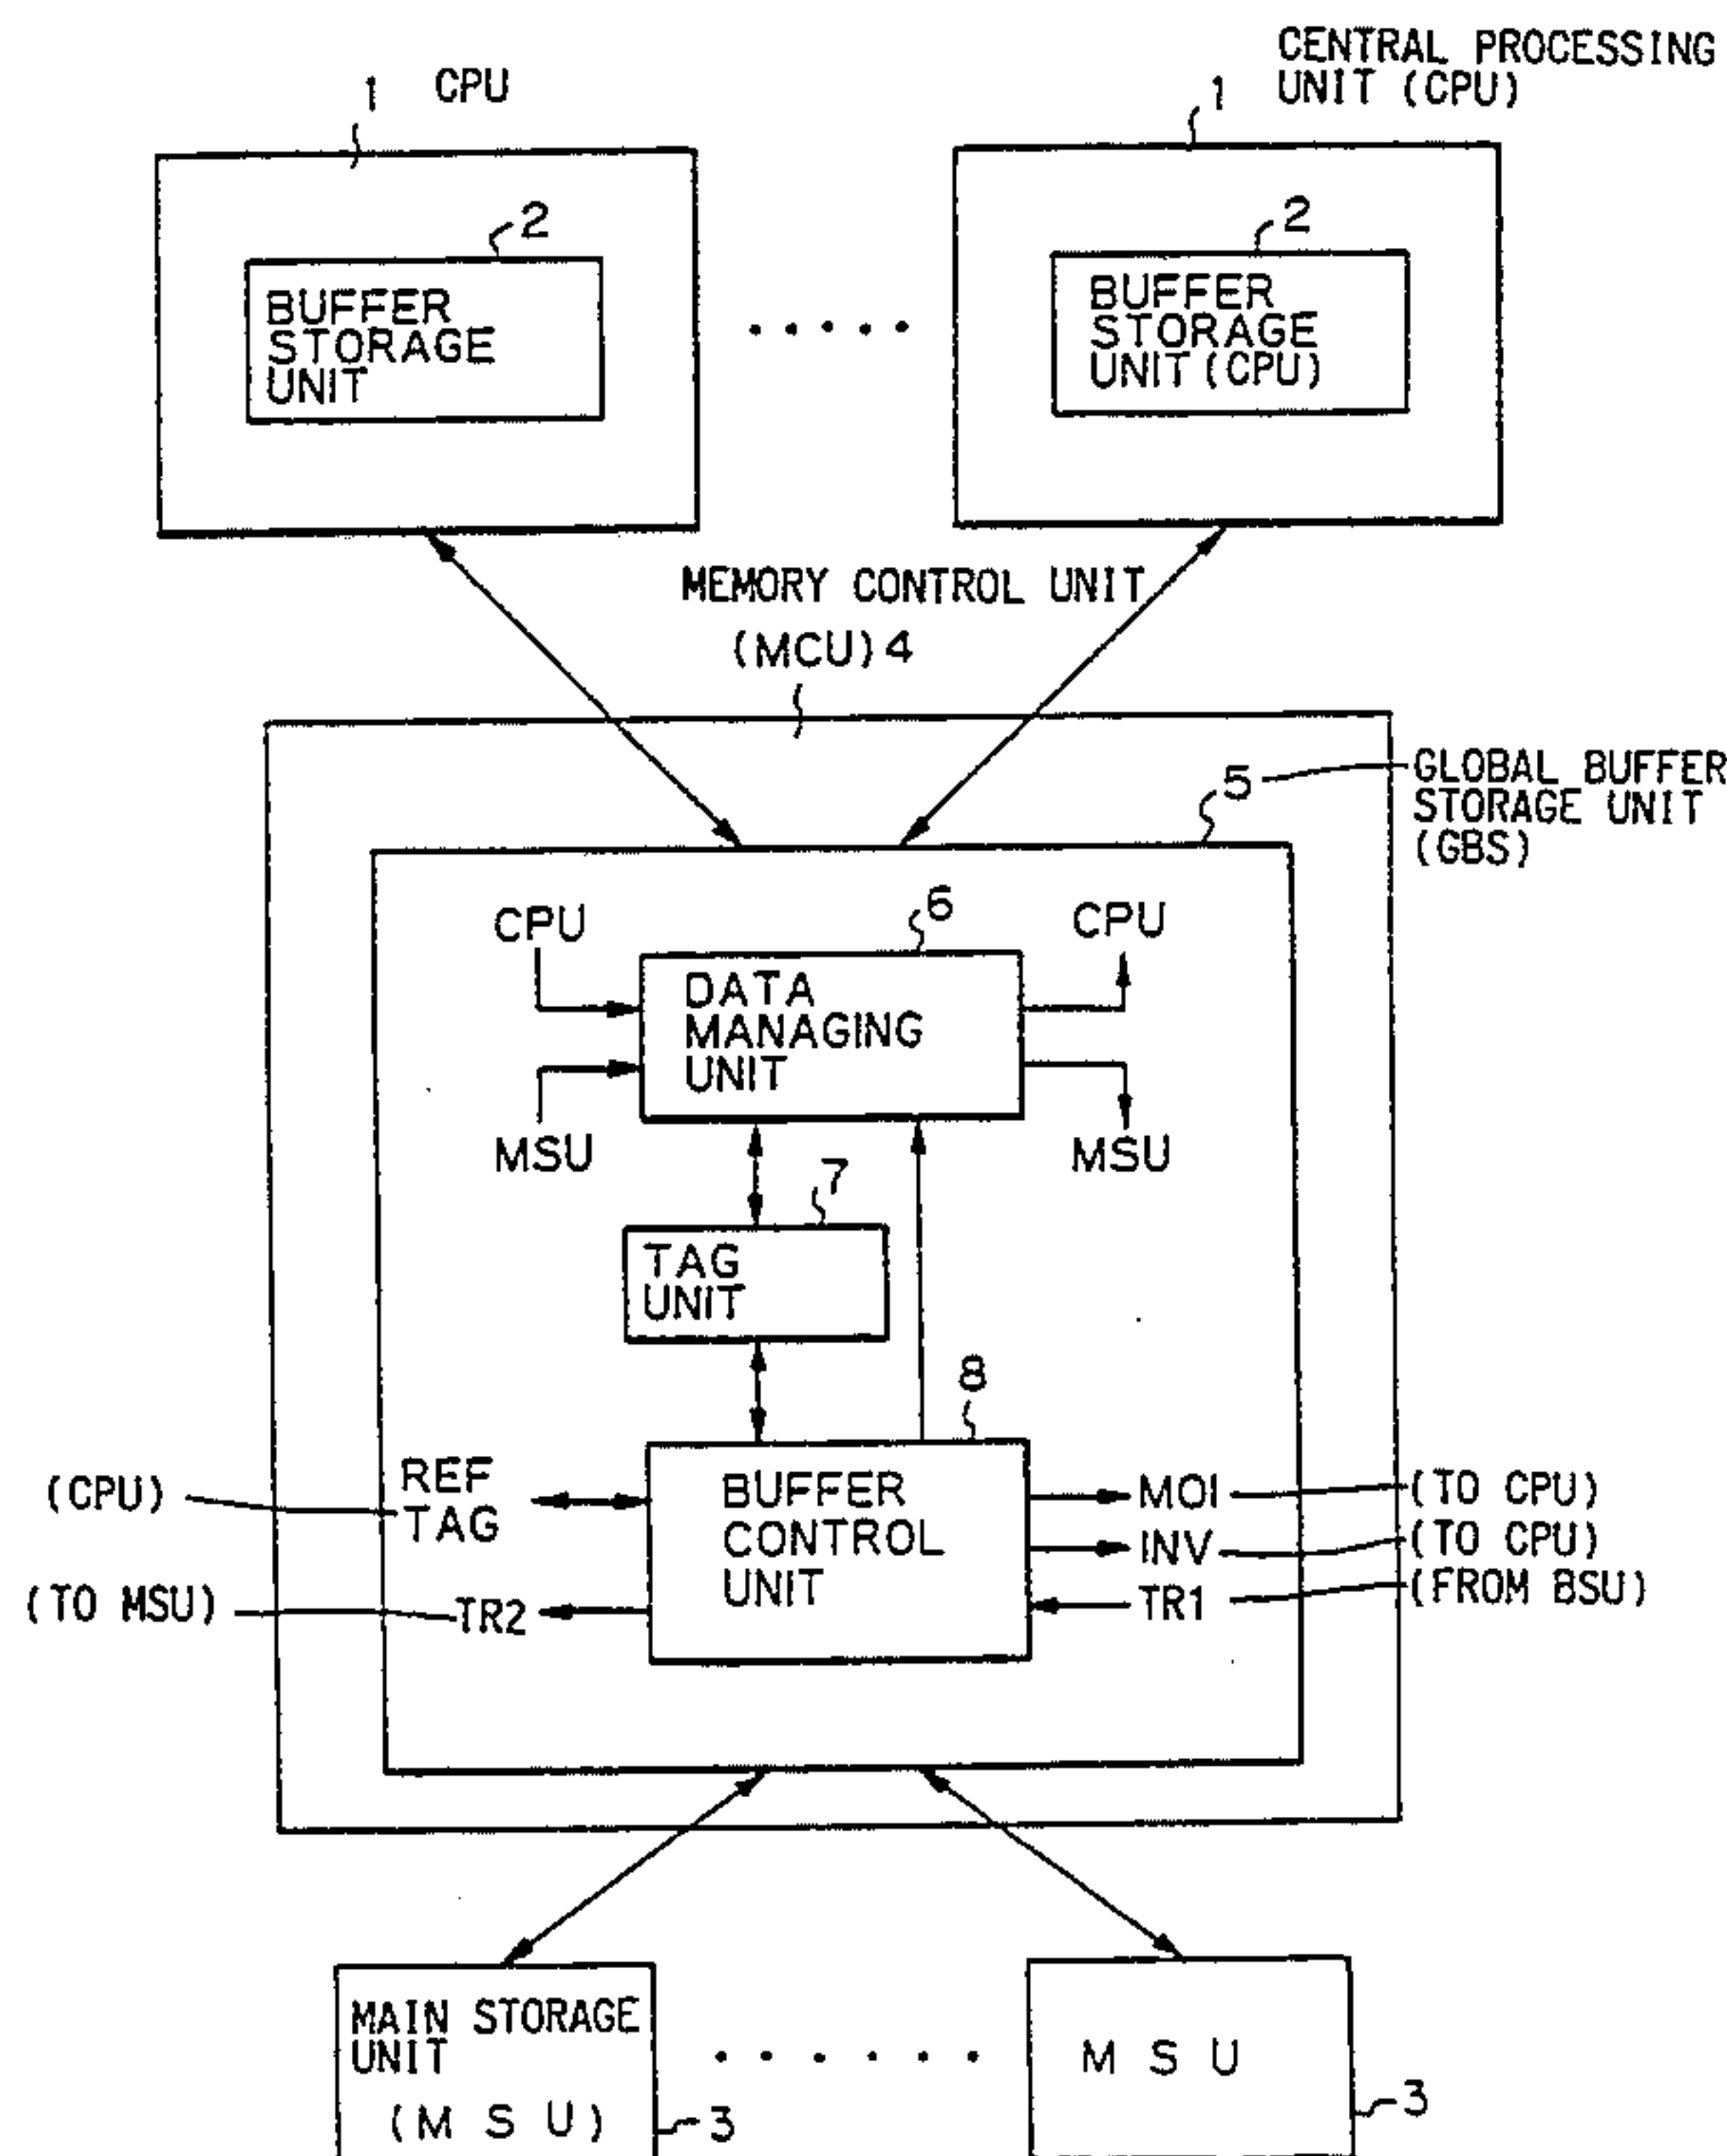 1 CPU
CENTRAL PROCESSING
1 UNIT (CPU)
2
2
BUFFER
STORAGE
UNIT
BUFFER
STORAGE
UNIT (CPU)
MEMORY CONTROL UNIT
(MCU) 4
5
GLOBAL BUFFER
STORAGE UNIT
(GBS)
CPU
6
CPU
DATA
MANAGING
UNIT
MSU
MSU
7
TAG
UNIT
8
(CPU)
REF
TAG
BUFFER
CONTROL
UNIT
MOI
(TO CPU)
INV
(TO CPU)
(TO MSU)
TR2
TR1
(FROM BSU)
MAIN STORAGE
UNIT
(M S U)
3
M S U
3